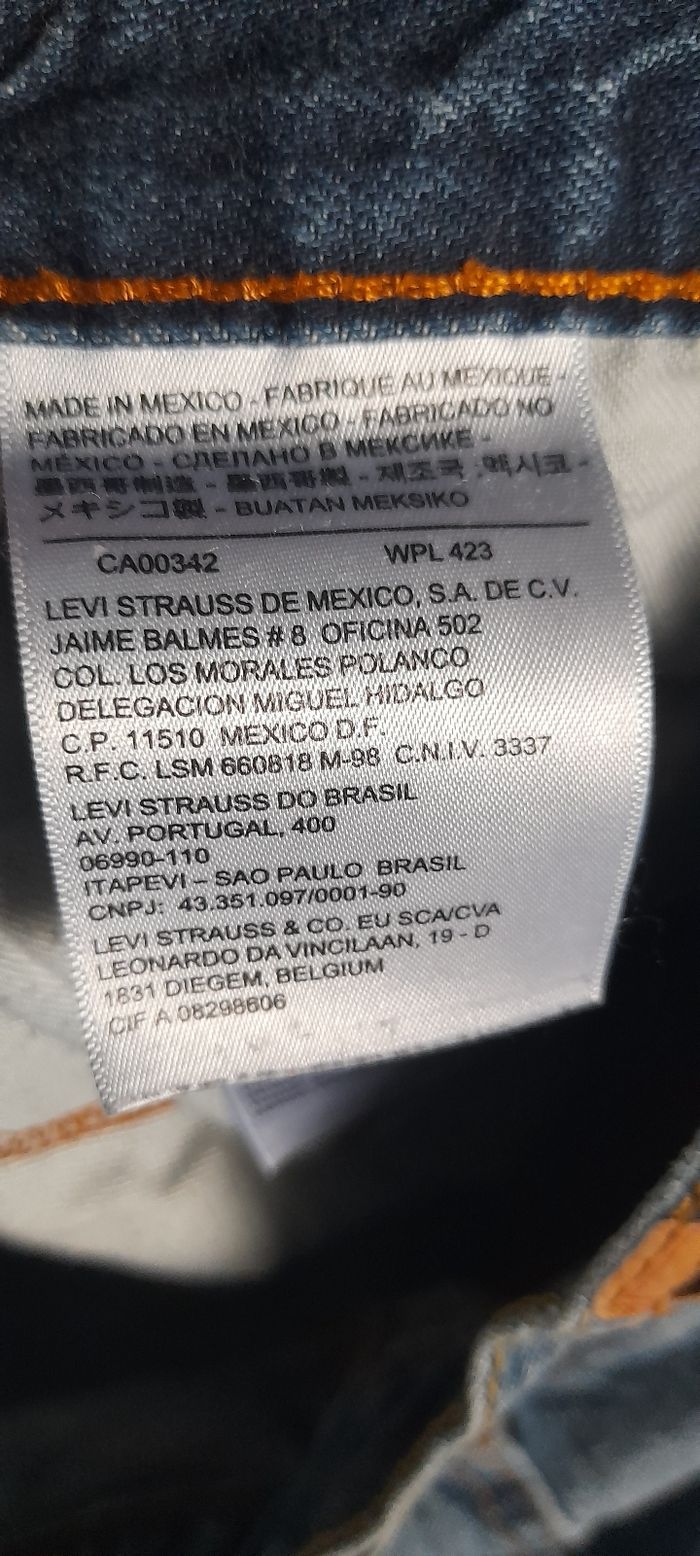 MADE IN MEXICO - FABRIQUÉ AU MEXIQUE -
FABRICADO EN MEXICO - FABRICADO NO
MÉXICO - СДЕЛАНО В МЕКСИКЕ -
墨西哥制造 - 墨西哥製 - 제조국 :멕시코 -
メキシコ製 - BUATAN MEKSIKO
CA00342 WPL 423
LEVI STRAUSS DE MEXICO, S.A. DE C.V.
JAIME BALMES # 8 OFICINA 502
COL. LOS MORALES POLANCO
DELEGACION MIGUEL HIDALGO
C.P. 11510 MEXICO D.F.
R.F.C. LSM 660818 M-98 C.N.I.V. 3337
LEVI STRAUSS DO BRASIL
AV. PORTUGAL, 400
06990-110
ITAPEVI – SAO PAULO BRASIL
CNPJ: 43.351.097/0001-90
LEVI STRAUSS & CO. EU SCA/CVA
LEONARDO DA VINCILAAN, 19 - D
1831 DIEGEM, BELGIUM
CIF A 08298606